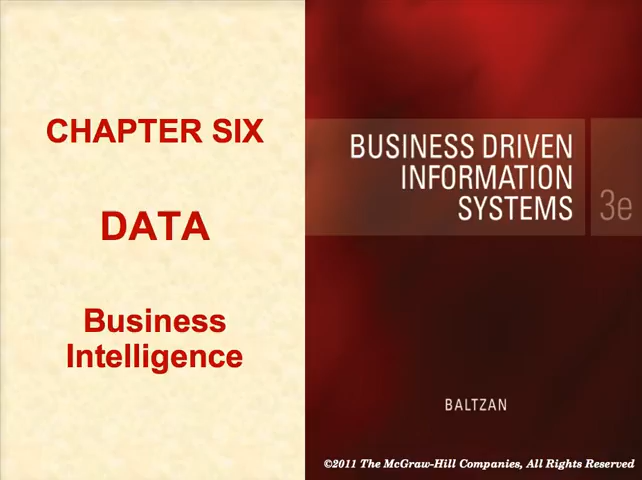 CHAPTER SIX
DATA
Business
Intelligence
BUSINESS DRIVEN
INFORMATION
SYSTEMS
3e
BALTZAN
©2011 The McGraw-Hill Companies, All Rights Reserved